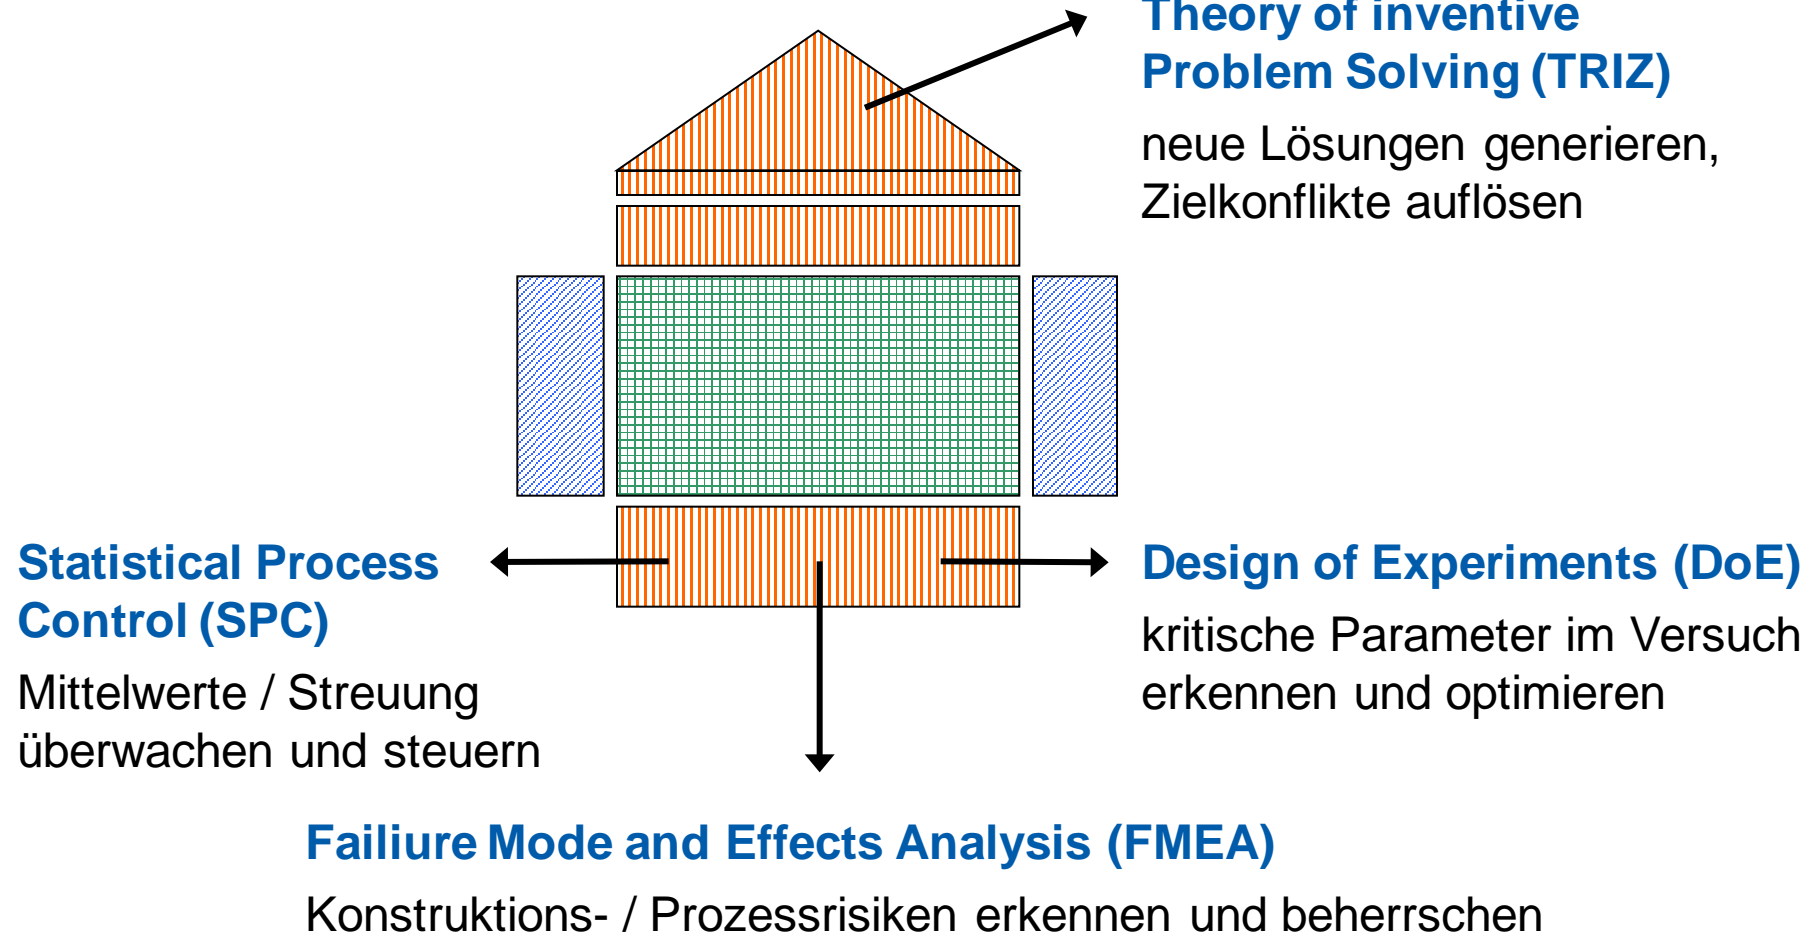 Theory of inventive
Problem Solving (TRIZ)
neue Lösungen generieren,
Zielkonflikte auflösen
Statistical Process
Control (SPC)
Mittelwerte / Streuung
überwachen und steuern
Design of Experiments (DoE)
kritische Parameter im Versuch
erkennen und optimieren
Failiure Mode and Effects Analysis (FMEA)
Konstruktions- / Prozessrisiken erkennen und beherrschen